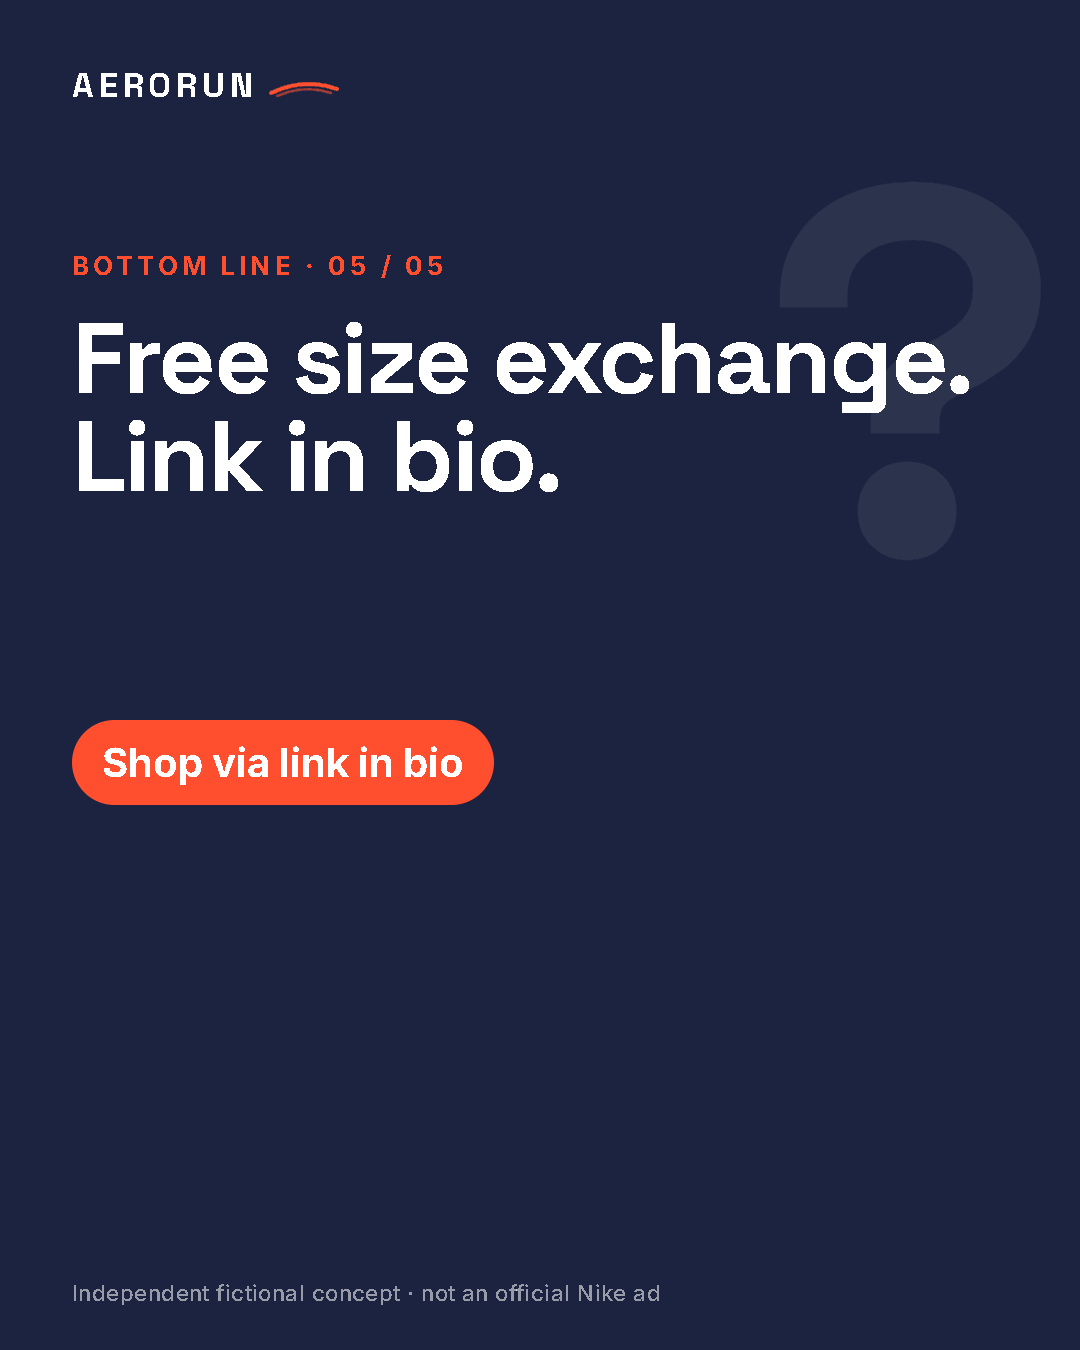 AERORUN
BOTTOM LINE · 05 / 05
Free size exchange.
Link in bio.
?
Shop via link in bio
Independent fictional concept · not an official Nike ad